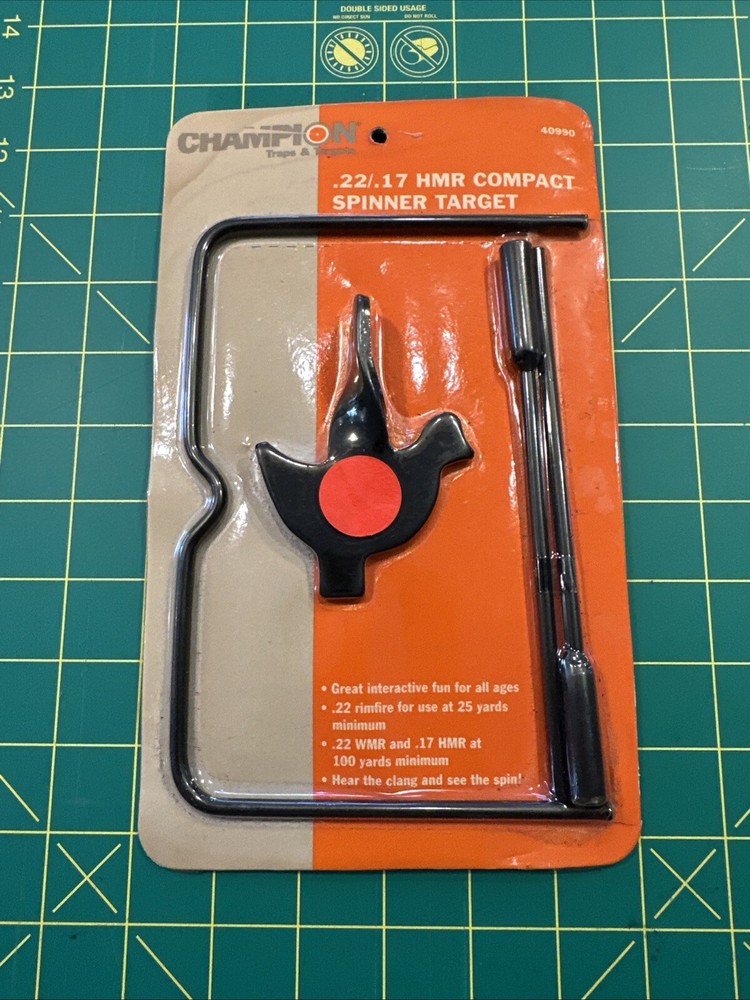 14
DOUBLE SIDED USAGE
NO DIRECT SUN
DO NOT ROLL
13
12
CHAMPION
Traps & Targets
40990
.22/.17 HMR COMPACT
SPINNER TARGET
• Great interactive fun for all ages
• .22 rimfire for use at 25 yards
minimum
• .22 WMR and .17 HMR at
100 yards minimum
• Hear the clang and see the spin!